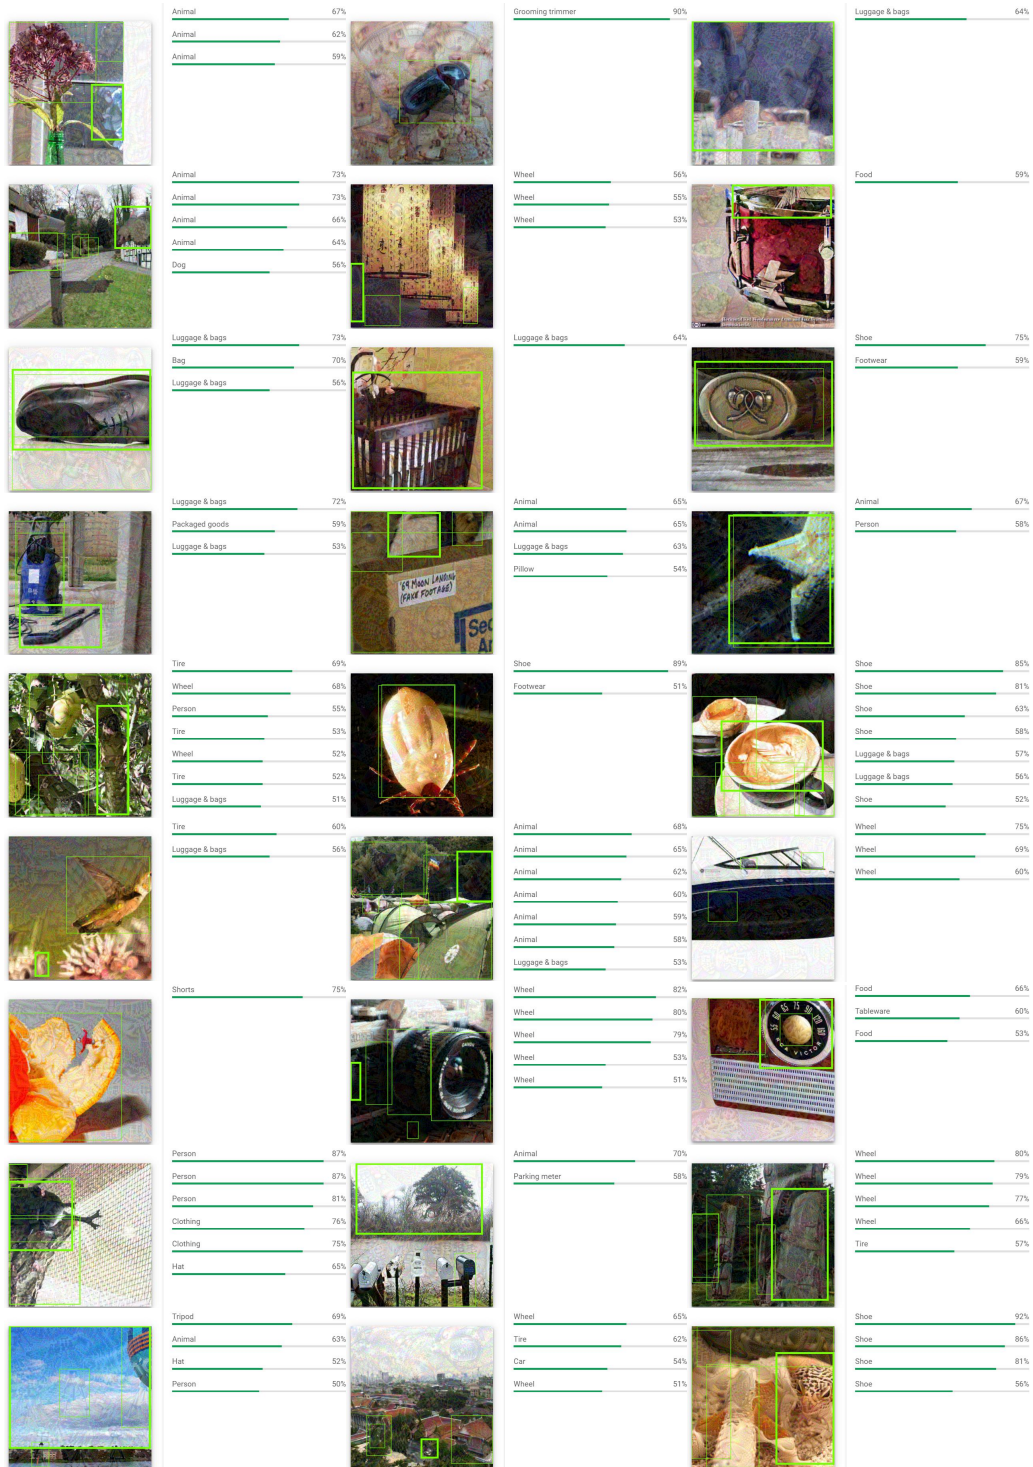 Animal 67%
Animal 62%
Animal 59%
Grooming trimmer 90%
Luggage & bags 64%
Animal 73%
Animal 73%
Animal 66%
Animal 64%
Dog 56%
Wheel 56%
Wheel 55%
Wheel 53%
Food 59%
Luggage & bags 73%
Bag 70%
Luggage & bags 56%
Luggage & bags 64%
Shoe 75%
Footwear 59%
Luggage & bags 72%
Packaged goods 59%
Luggage & bags 53%
'69 MOON LANDING
(FAKE FOOTAGE)
Animal 65%
Animal 65%
Luggage & bags 63%
Pillow 54%
Animal 67%
Person 58%
Tire 69%
Wheel 68%
Person 55%
Tire 53%
Wheel 52%
Tire 52%
Luggage & bags 51%
Shoe 89%
Footwear 51%
Shoe 85%
Shoe 81%
Shoe 63%
Shoe 58%
Luggage & bags 57%
Luggage & bags 56%
Shoe 52%
Tire 60%
Luggage & bags 56%
Animal 68%
Animal 65%
Animal 62%
Animal 60%
Animal 59%
Animal 58%
Luggage & bags 53%
Wheel 75%
Wheel 69%
Wheel 60%
Shorts 75%
Wheel 82%
Wheel 80%
Wheel 79%
Wheel 53%
Wheel 51%
55 60 65 75 90 120 160
RCA VICTOR
Food 66%
Tableware 60%
Food 53%
Person 87%
Person 87%
Person 81%
Clothing 76%
Clothing 75%
Hat 65%
Animal 70%
Parking meter 58%
Wheel 80%
Wheel 79%
Wheel 77%
Wheel 66%
Tire 57%
Tripod 69%
Animal 63%
Hat 52%
Person 50%
Wheel 65%
Tire 62%
Car 54%
Wheel 51%
Shoe 92%
Shoe 86%
Shoe 81%
Shoe 56%